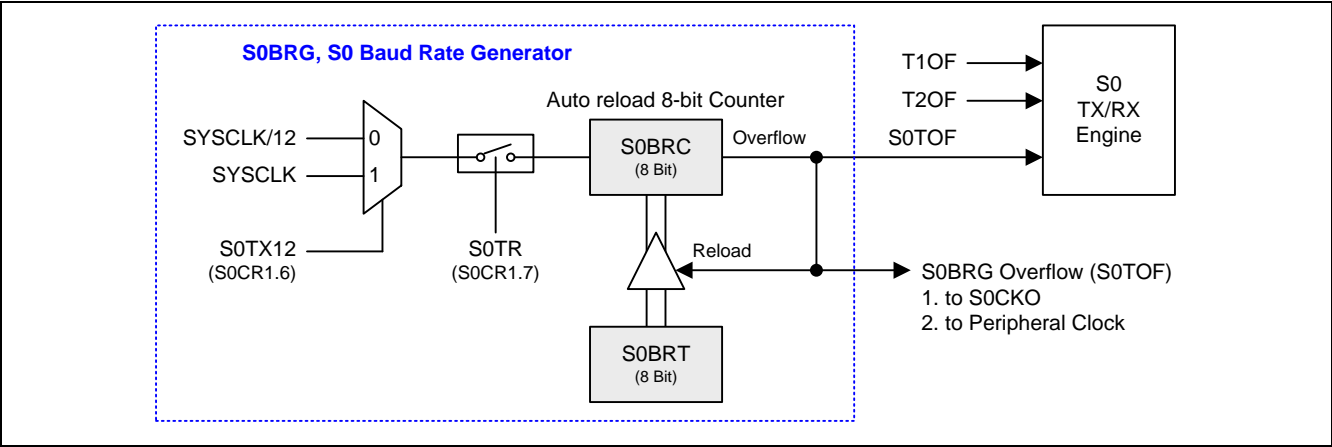 S0BRG, S0 Baud Rate Generator
Auto reload 8-bit Counter
SYSCLK/12
0
SYSCLK
1
S0TX12
(S0CR1.6)
S0TR
(S0CR1.7)
S0BRC
(8 Bit)
Overflow
Reload
S0BRT
(8 Bit)
T1OF
T2OF
S0TOF
S0
TX/RX
Engine
S0BRG Overflow (S0TOF)
1. to S0CKO
2. to Peripheral Clock